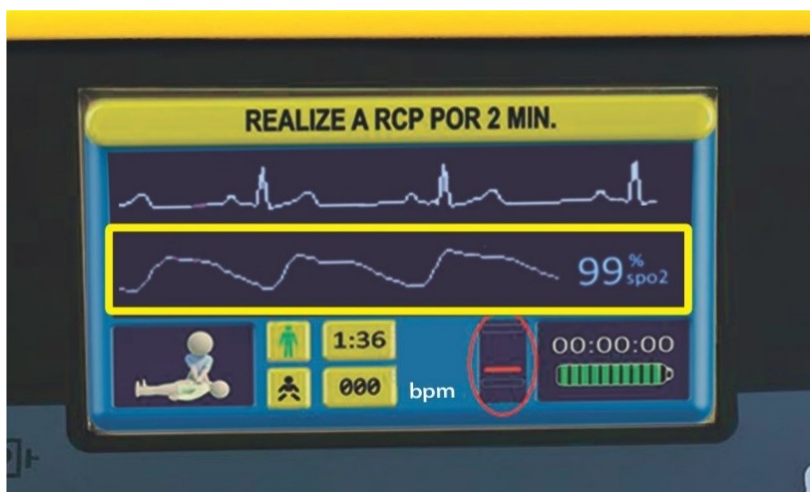 REALIZE A RCP POR 2 MIN.
99 % spo2
1:36
00:00:00
000 bpm